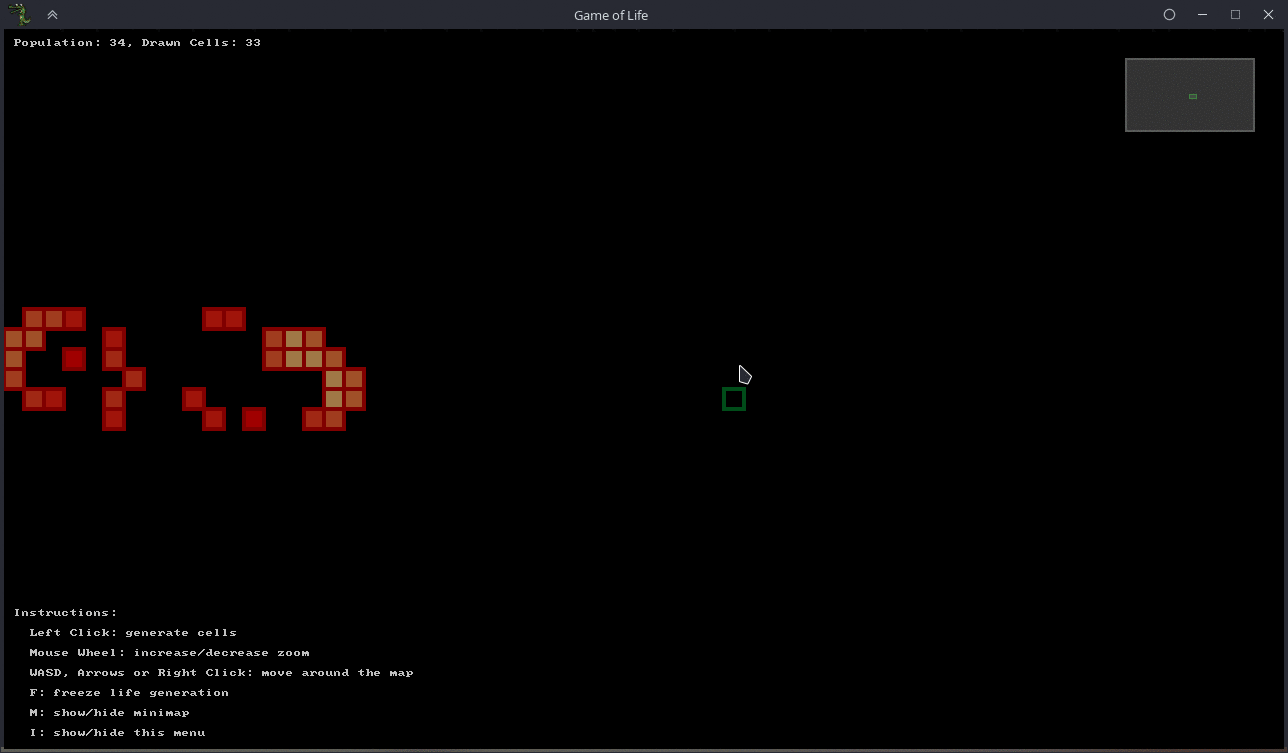 Game of Life
Population: 34, Drawn Cells: 33
Instructions:
Left Click: generate cells
Mouse Wheel: increase/decrease zoom
WASD, Arrows or Right Click: move around the map
F: freeze life generation
M: show/hide minimap
I: show/hide this menu